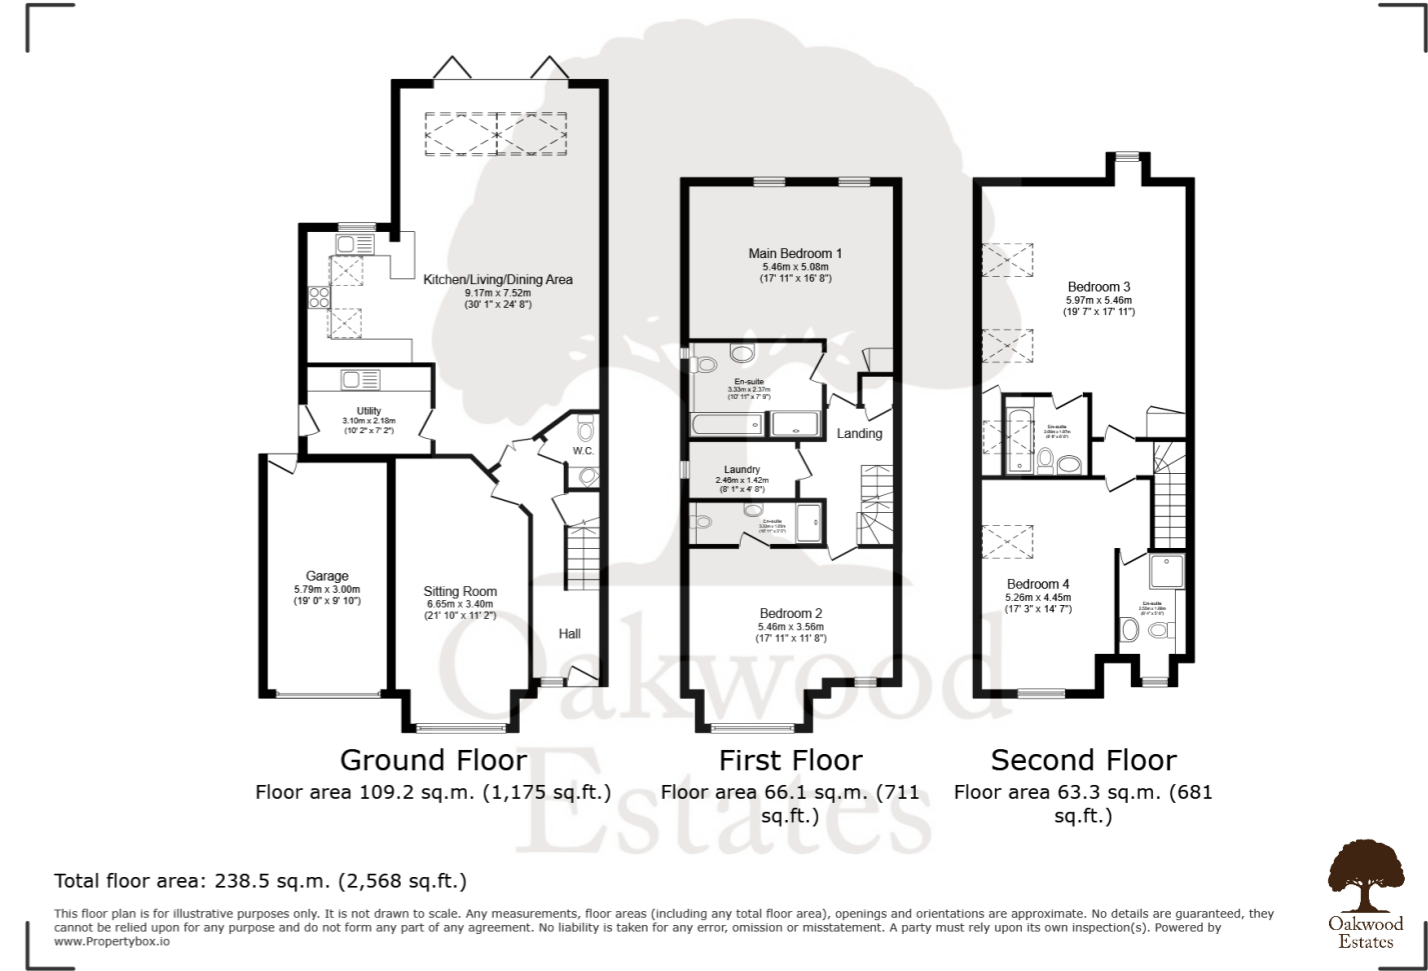 Kitchen/Living/Dining Area
9.17m x 7.52m
(30' 1" x 24' 8")
Utility
3.10m x 2.18m
(10' 2" x 7' 2")
W.C.
Garage
5.79m x 3.00m
(19' 0" x 9' 10")
Sitting Room
6.65m x 3.40m
(21' 10" x 11' 2")
Hall
Main Bedroom 1
5.46m x 5.08m
(17' 11" x 16' 8")
En-suite
3.33m x 2.37m
(10' 11" x 7' 9")
Landing
Laundry
2.46m x 1.42m
(8' 1" x 4' 8")
En-suite
Bedroom 2
5.46m x 3.56m
(17' 11" x 11' 8")
Bedroom 3
5.97m x 5.46m
(19' 7" x 17' 11")
En-suite
Bedroom 4
5.26m x 4.45m
(17' 3" x 14' 7")
En-suite
Oakwood
Estates
Ground Floor
Floor area 109.2 sq.m. (1,175 sq.ft.)
First Floor
Floor area 66.1 sq.m. (711
sq.ft.)
Second Floor
Floor area 63.3 sq.m. (681
sq.ft.)
Total floor area: 238.5 sq.m. (2,568 sq.ft.)
This floor plan is for illustrative purposes only. It is not drawn to scale. Any measurements, floor areas (including any total floor area), openings and orientations are approximate. No details are guaranteed, they
cannot be relied upon for any purpose and do not form any part of any agreement. No liability is taken for any error, omission or misstatement. A party must rely upon its own inspection(s). Powered by
www.Propertybox.io
Oakwood
Estates